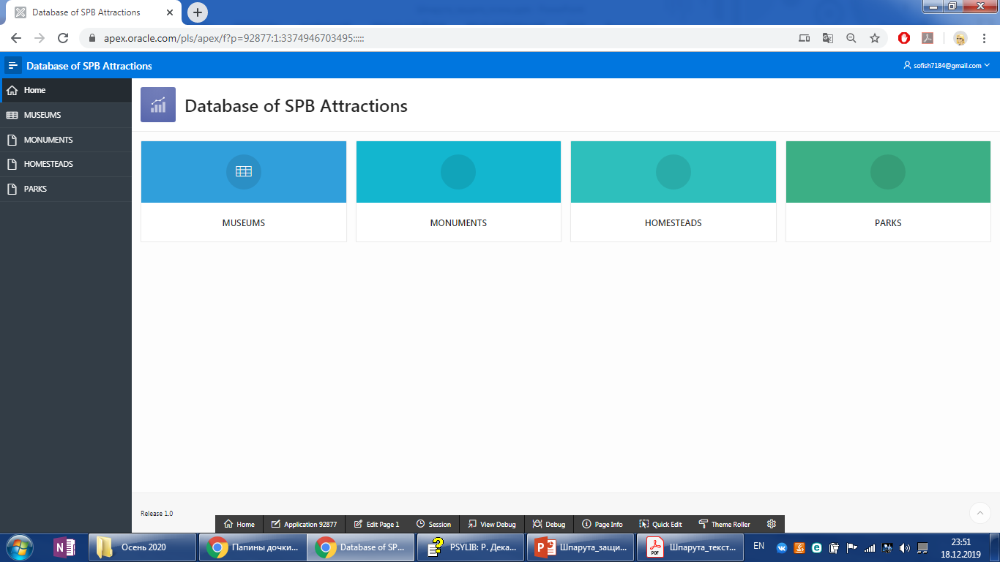 Database of SPB Attractions
apex.oracle.com/pls/apex/f?p=92877:1:3374946703495:::::
Database of SPB Attractions
sofish7184@gmail.com
Home
MUSEUMS
MONUMENTS
HOMESTEADS
PARKS
Database of SPB Attractions
MUSEUMS
MONUMENTS
HOMESTEADS
PARKS
Release 1.0
Home
Application 92877
Edit Page 1
Session
View Debug
Debug
Page Info
Quick Edit
Theme Roller
Осень 2020
Папины дочки...
Database of SP...
PSYLIB: Р. Дека...
Шпарута_защи...
Шпарута_текст...
EN
23:51
18.12.2019